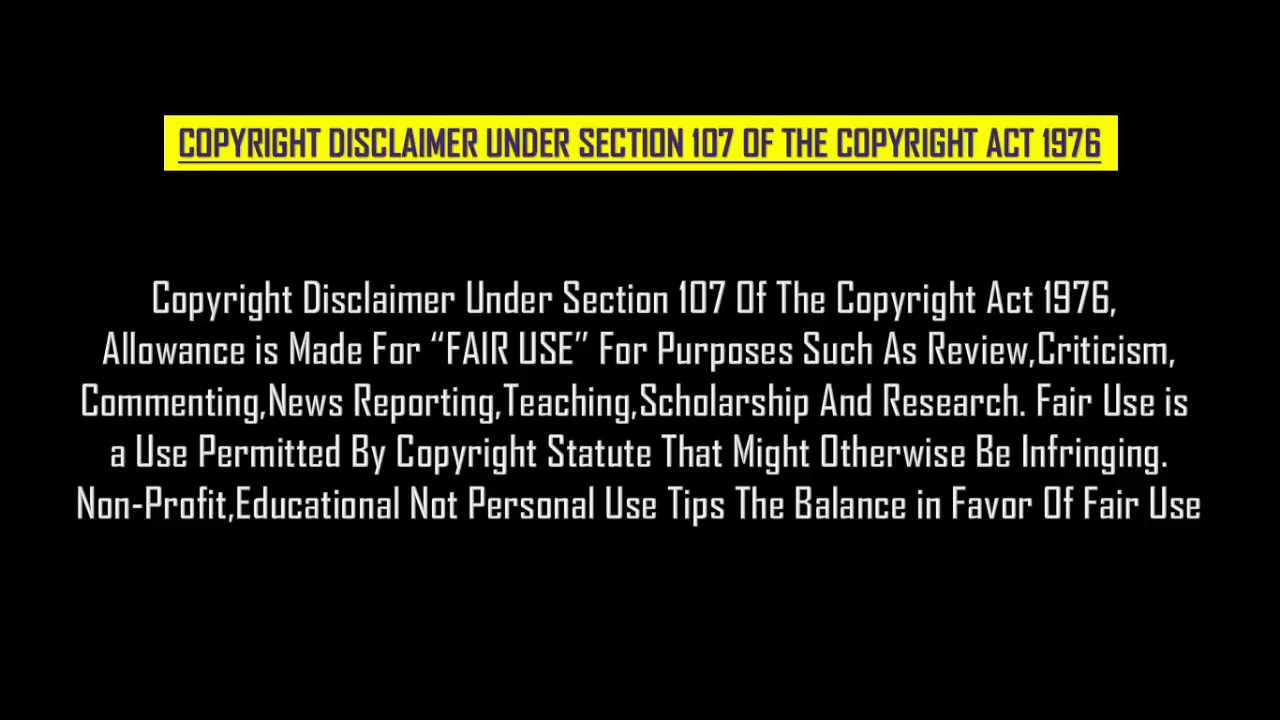 COPYRIGHT DISCLAIMER UNDER SECTION 107 OF THE COPYRIGHT ACT 1976
Copyright Disclaimer Under Section 107 Of The Copyright Act 1976,
Allowance is Made For “FAIR USE” For Purposes Such As Review,Criticism,
Commenting,News Reporting,Teaching,Scholarship And Research. Fair Use is
a Use Permitted By Copyright Statute That Might Otherwise Be Infringing.
Non-Profit,Educational Not Personal Use Tips The Balance in Favor Of Fair Use